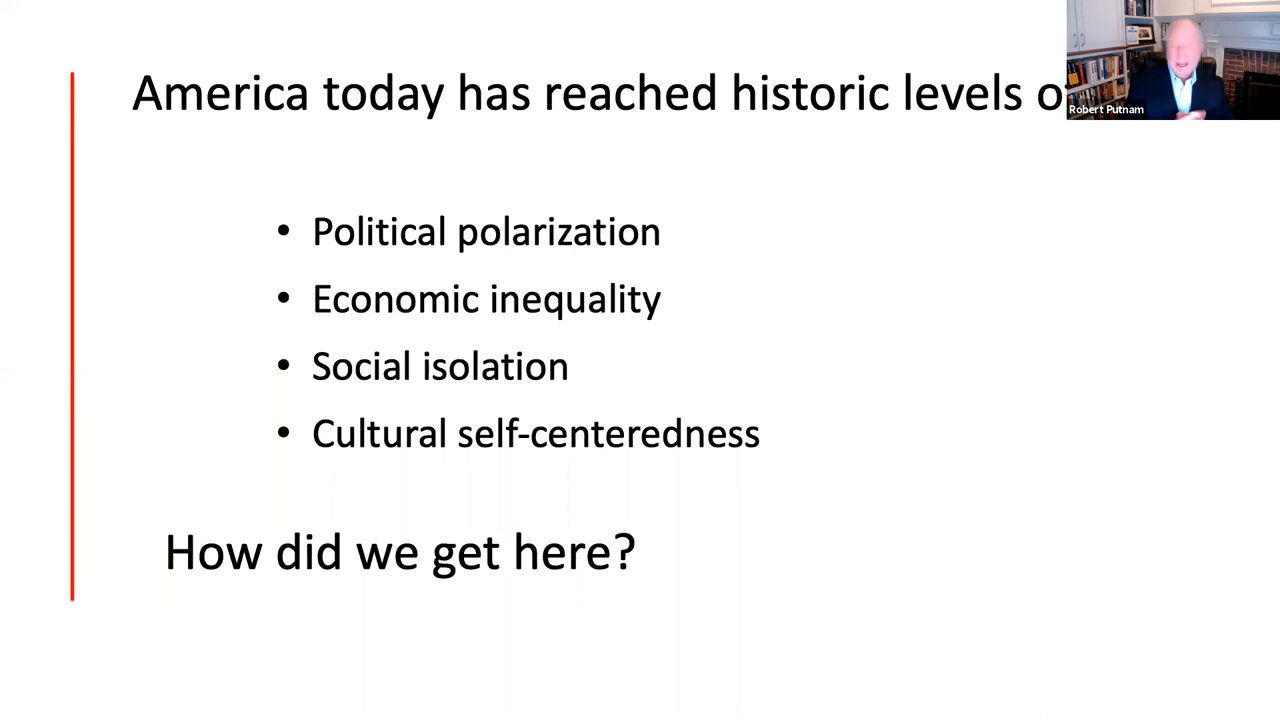 America today has reached historic levels o
Robert Putnam
• Political polarization
• Economic inequality
• Social isolation
• Cultural self-centeredness
How did we get here?